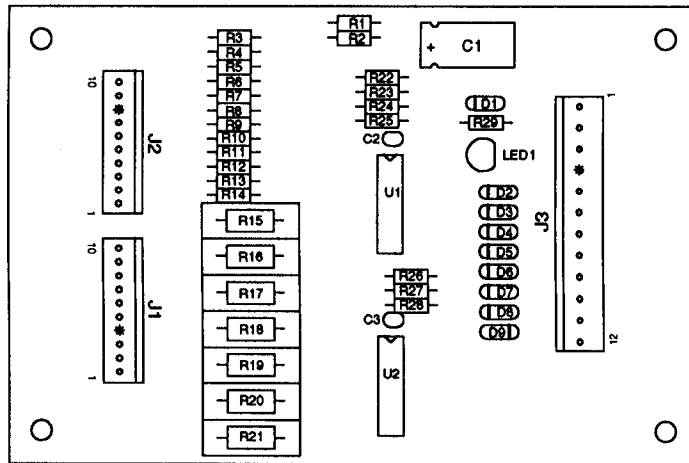 R1
R2
+ C1
R3
R4
R5
R6
R7
R8
R9
R10
R11
R12
R13
R14
R15
R16
R17
R18
R19
R20
R21
10
J2
1
10
J1
1
R22
R23
R24
R25
C2
U1
R26
R27
R28
C3
U2
D1
R29
LED1
D2
D3
D4
D5
D6
D7
D8
D9
1
J3
12